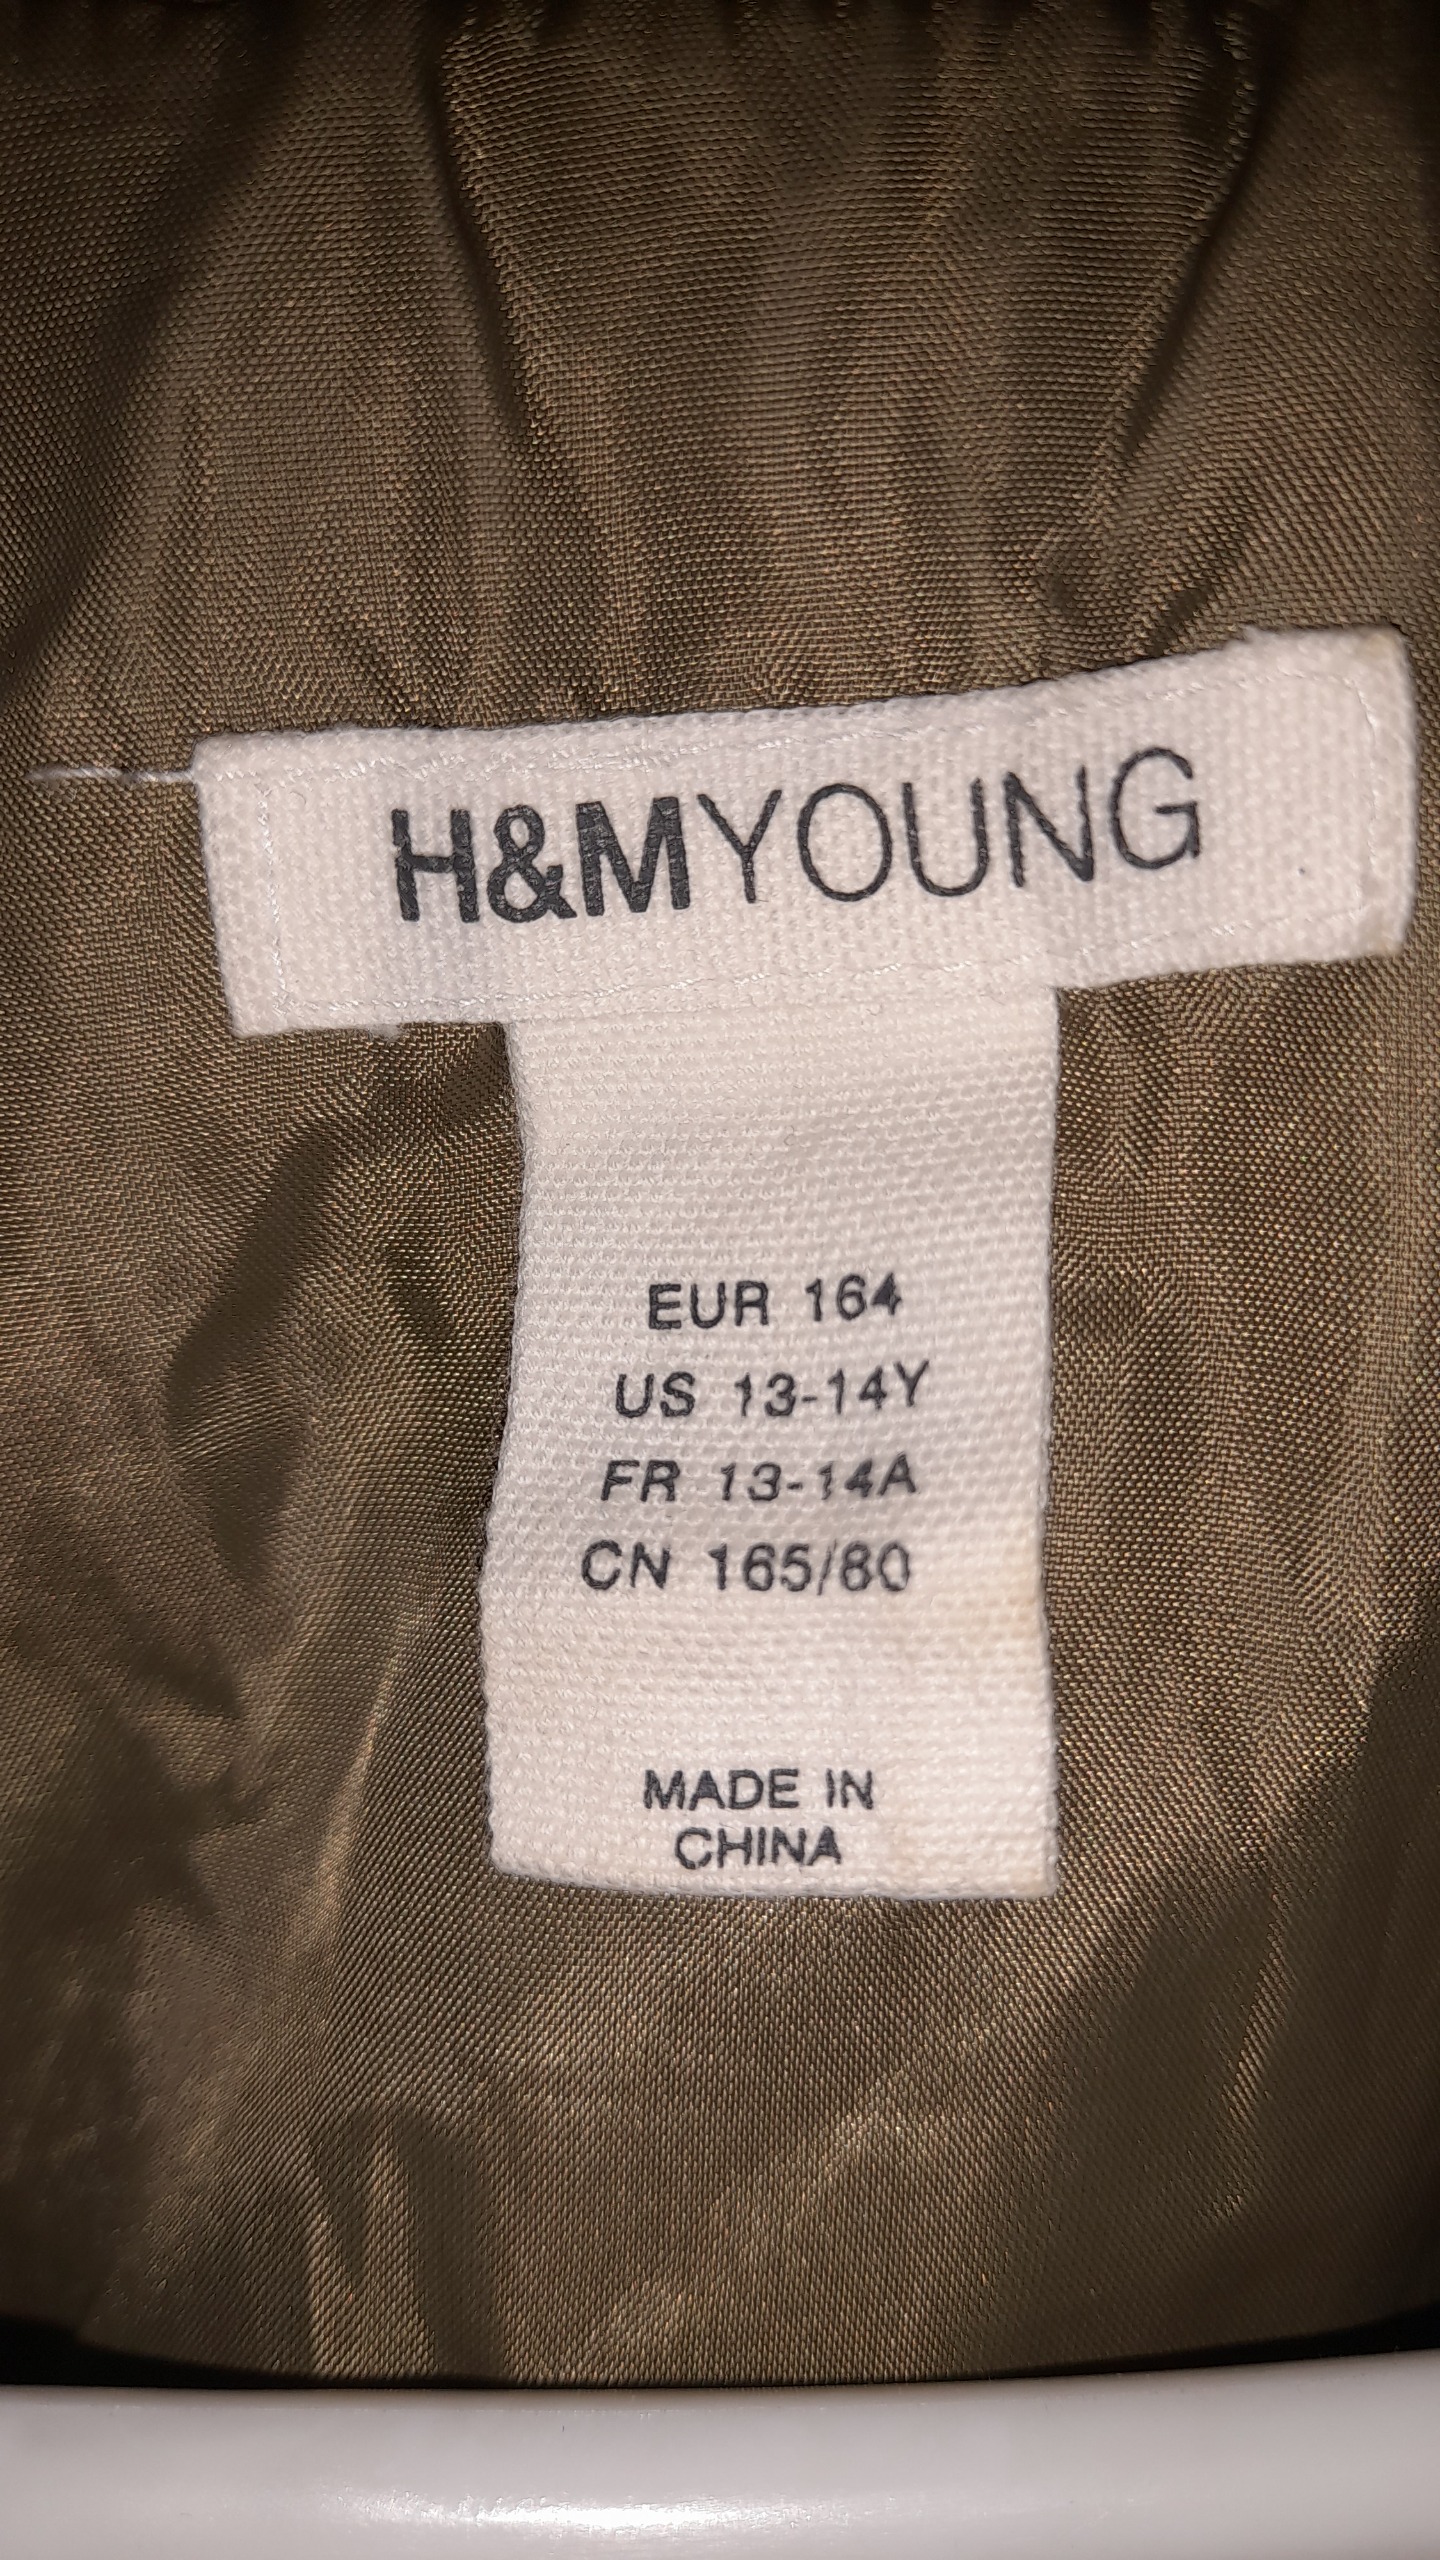 H&MYOUNG
EUR 164
US 13-14Y
FR 13-14A
CN 165/80
MADE IN
CHINA